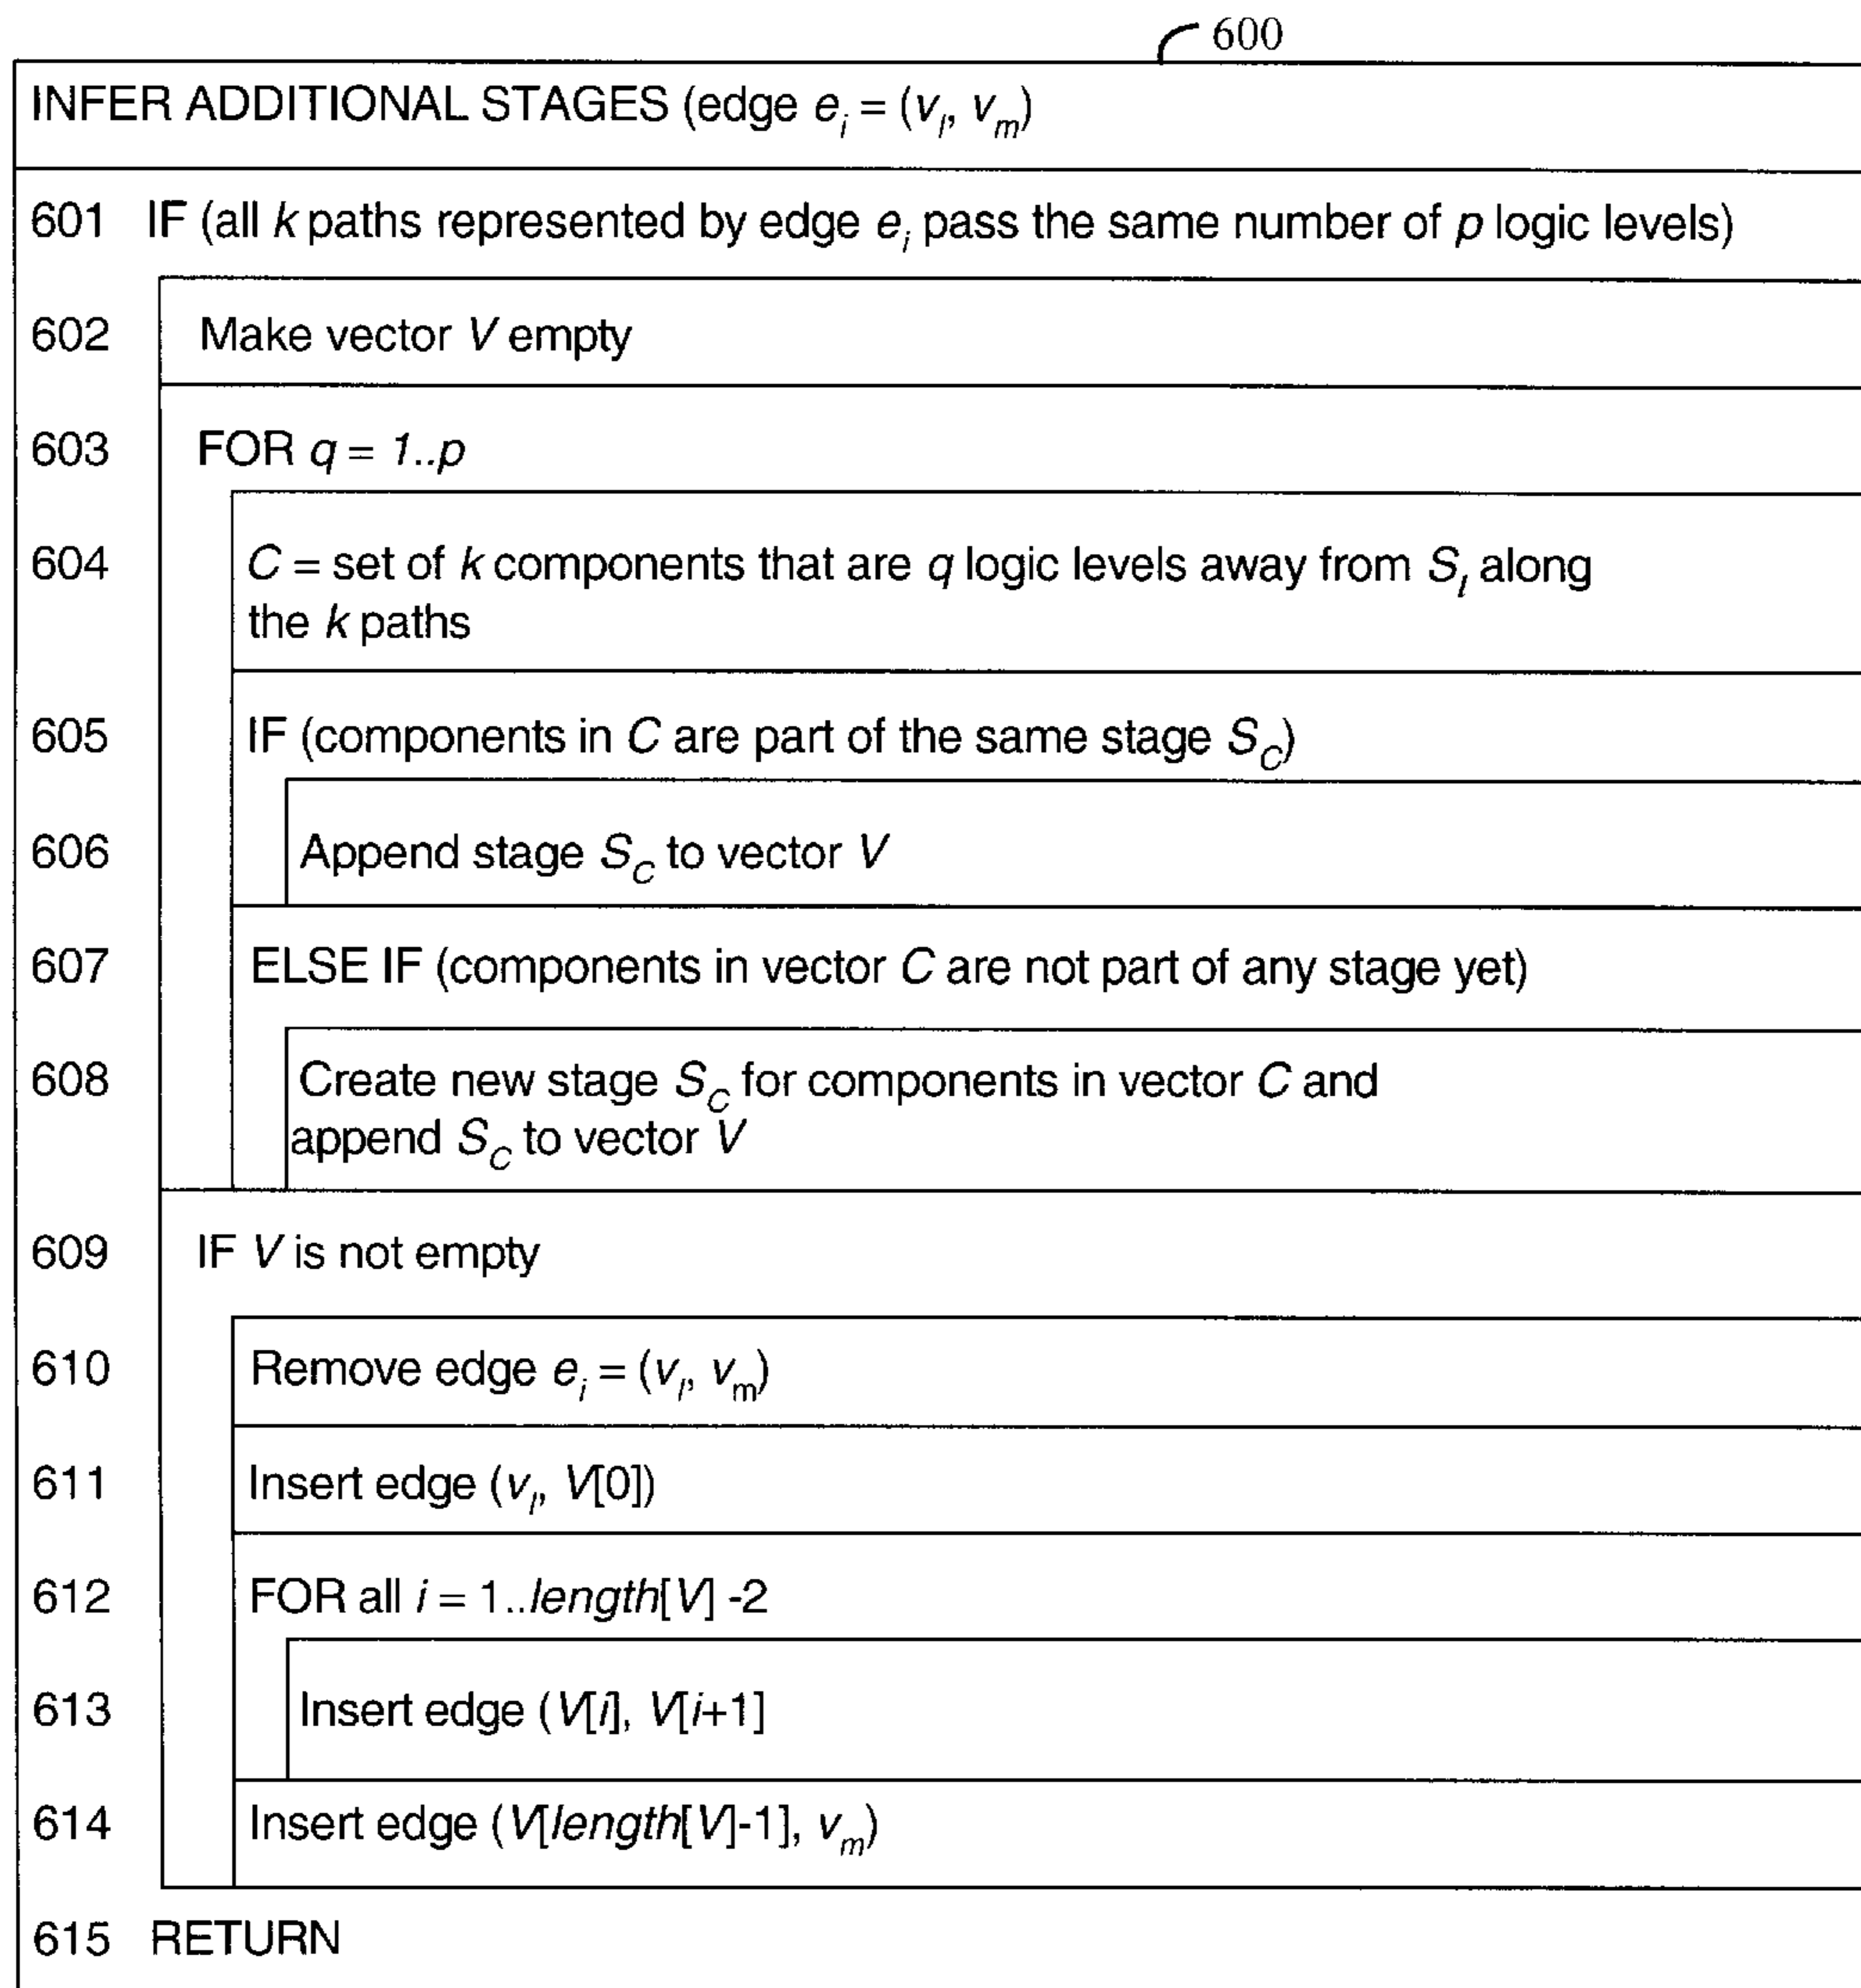 600
INFER ADDITIONAL STAGES (edge e_i = (v_l, v_m)
601 IF (all k paths represented by edge e_i pass the same number of p logic levels)
602 Make vector V empty
603 FOR q = 1..p
604 C = set of k components that are q logic levels away from S_l along
the k paths
605 IF (components in C are part of the same stage S_C)
606 Append stage S_C to vector V
607 ELSE IF (components in vector C are not part of any stage yet)
608 Create new stage S_C for components in vector C and
append S_C to vector V
609 IF V is not empty
610 Remove edge e_i = (v_l, v_m)
611 Insert edge (v_l, V[0])
612 FOR all i = 1..length[V] -2
613 Insert edge (V[i], V[i+1]
614 Insert edge (V[length[V]-1], v_m)
615 RETURN